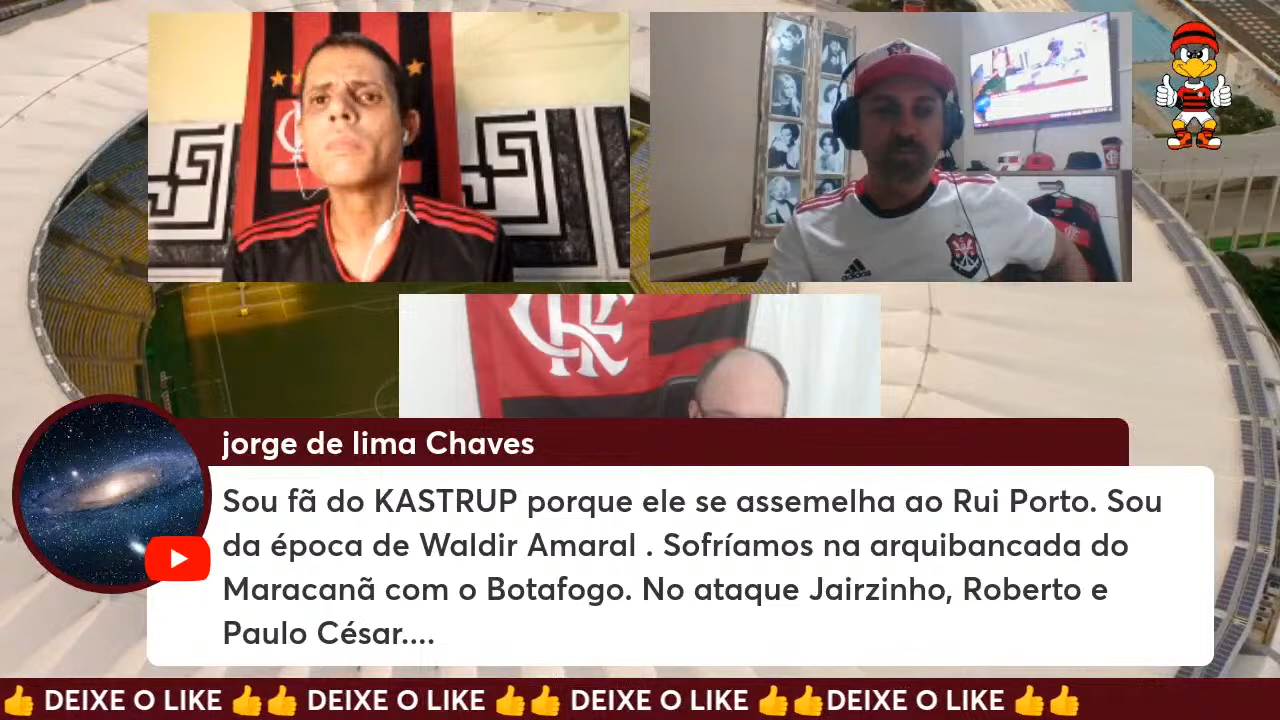 adidas
jorge de lima Chaves
Sou fã do KASTRUP porque ele se assemelha ao Rui Porto. Sou
da época de Waldir Amaral . Sofríamos na arquibancada do
Maracanã com o Botafogo. No ataque Jairzinho, Roberto e
Paulo César....
👍 DEIXE O LIKE 👍👍 DEIXE O LIKE 👍👍 DEIXE O LIKE 👍👍DEIXE O LIKE 👍👍